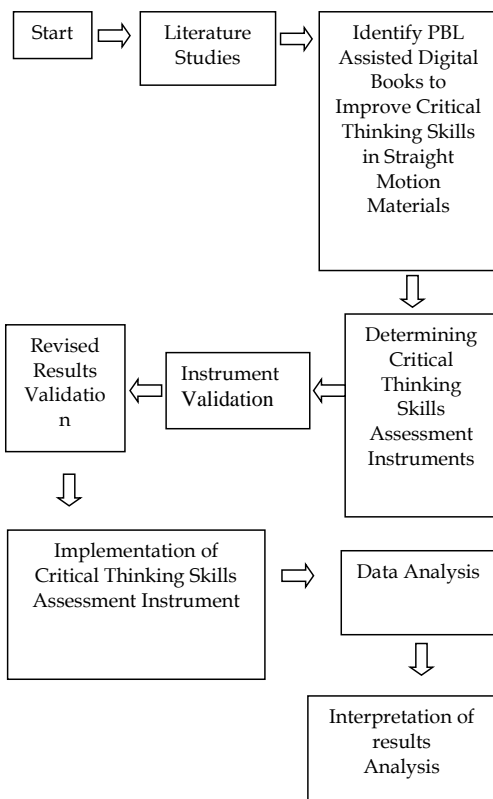 Start
Literature
Studies
Identify PBL
Assisted Digital
Books to
Improve Critical
Thinking Skills
in Straight
Motion
Materials
Determining
Critical
Thinking
Skills
Assessment
Instruments
Instrument
Validation
Revised
Results
Validatio
n
Implementation of
Critical Thinking Skills
Assessment Instrument
Data Analysis
Interpretation of
results
Analysis